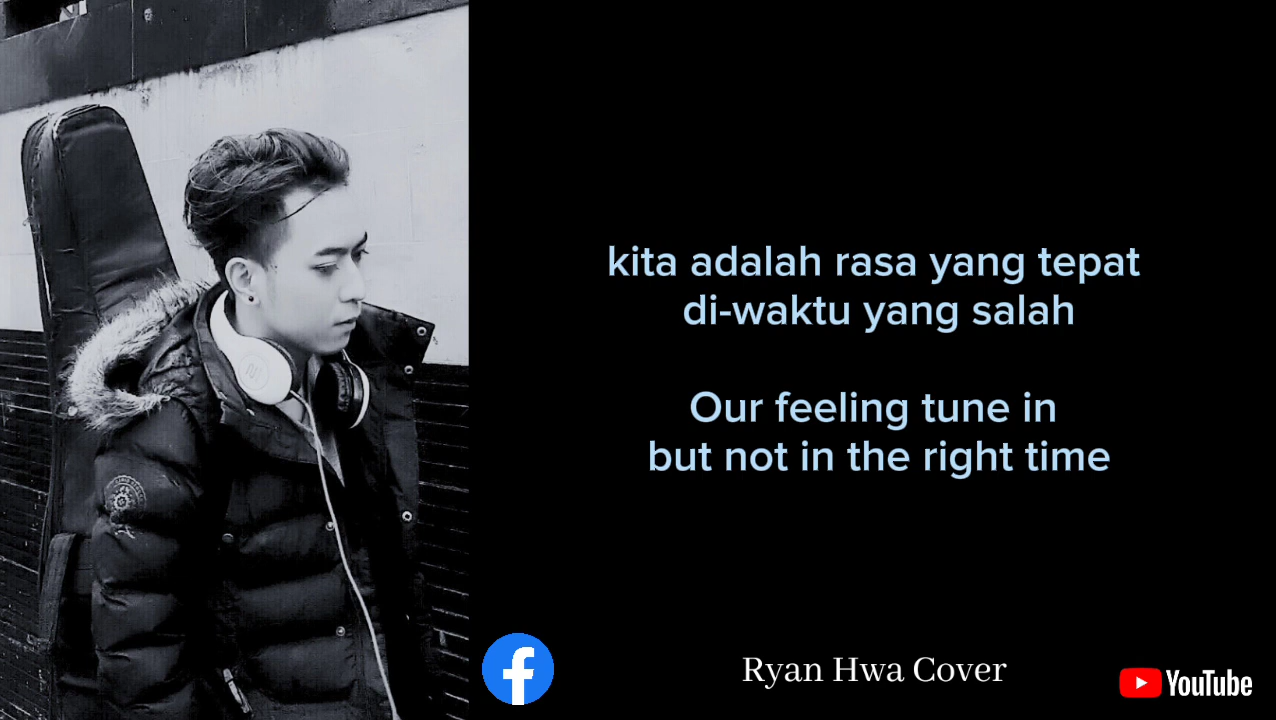 kita adalah rasa yang tepat
di-waktu yang salah
Our feeling tune in
but not in the right time
Ryan Hwa Cover
YouTube